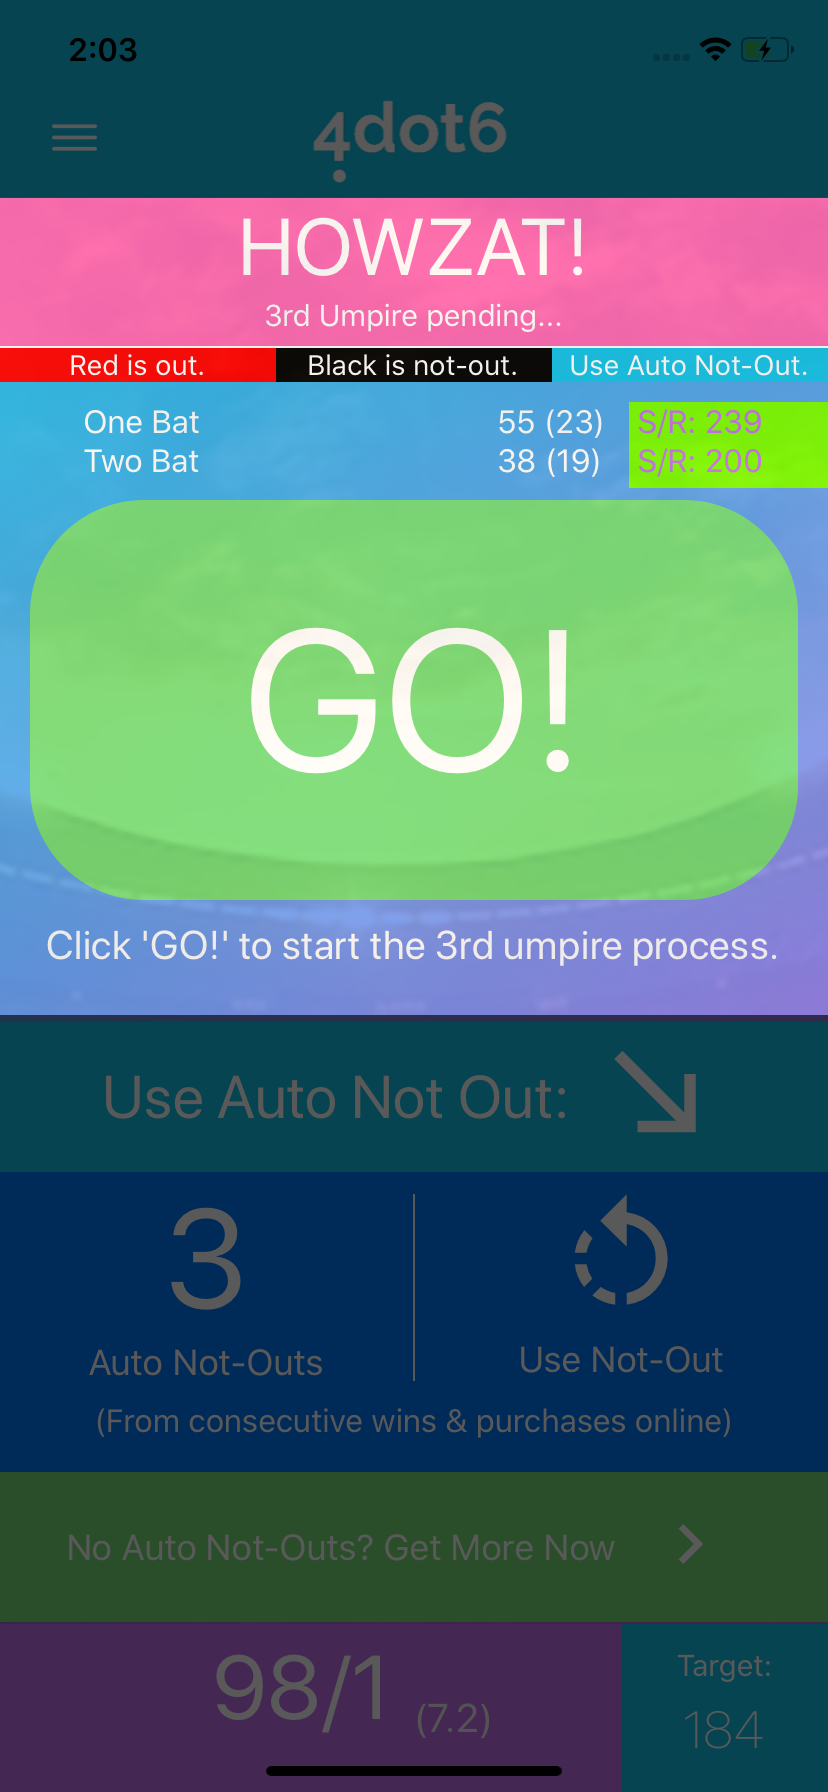 2:03
4dot6
HOWZAT!
3rd Umpire pending...
Red is out. Black is not-out. Use Auto Not-Out.
One Bat 55 (23) S/R: 239
Two Bat 38 (19) S/R: 200
GO!
Click 'GO!' to start the 3rd umpire process.
Use Auto Not Out:
3
Auto Not-Outs Use Not-Out
(From consecutive wins & purchases online)
No Auto Not-Outs? Get More Now
98/1 (7.2)
Target:
184